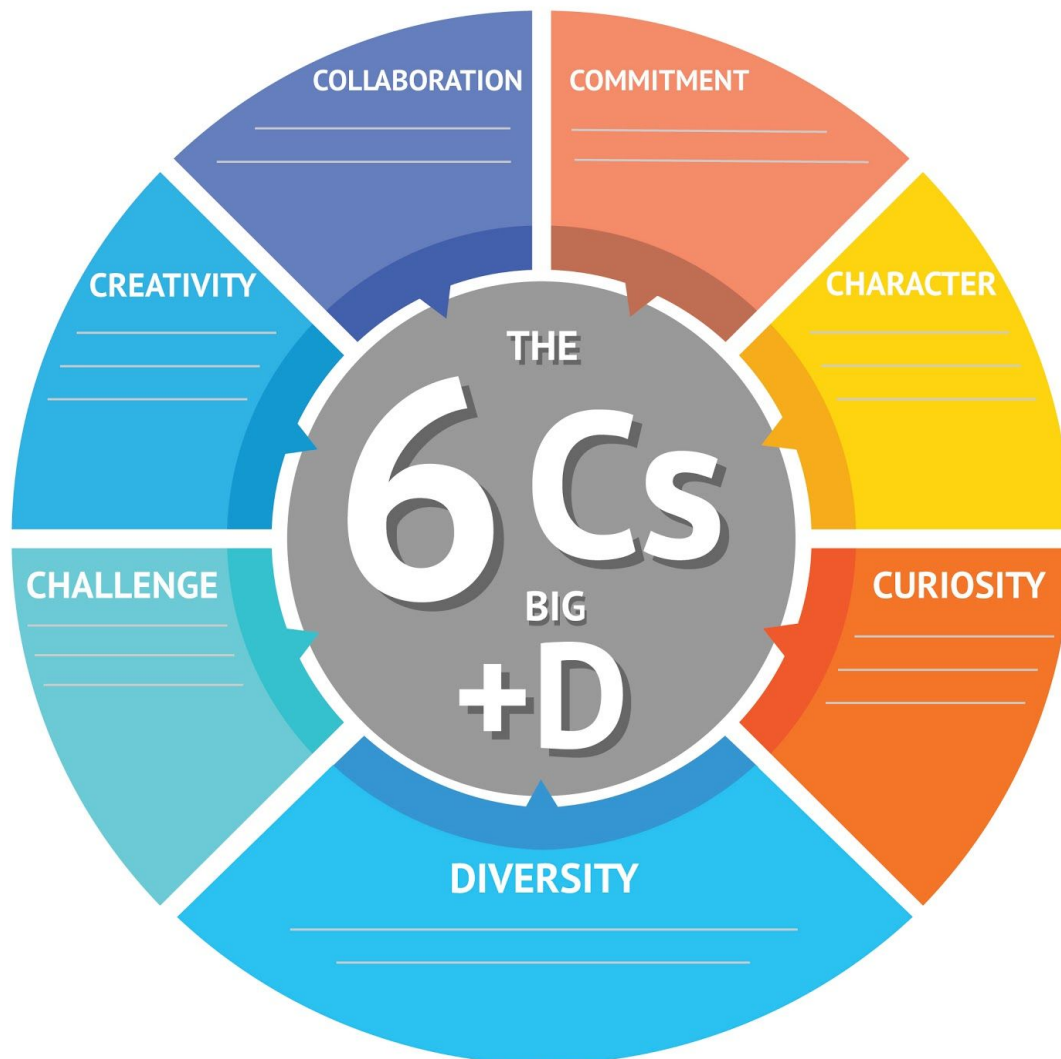 COLLABORATION
COMMITMENT
CREATIVITY
CHARACTER
THE
6 Cs
BIG
+D
CHALLENGE
CURIOSITY
DIVERSITY